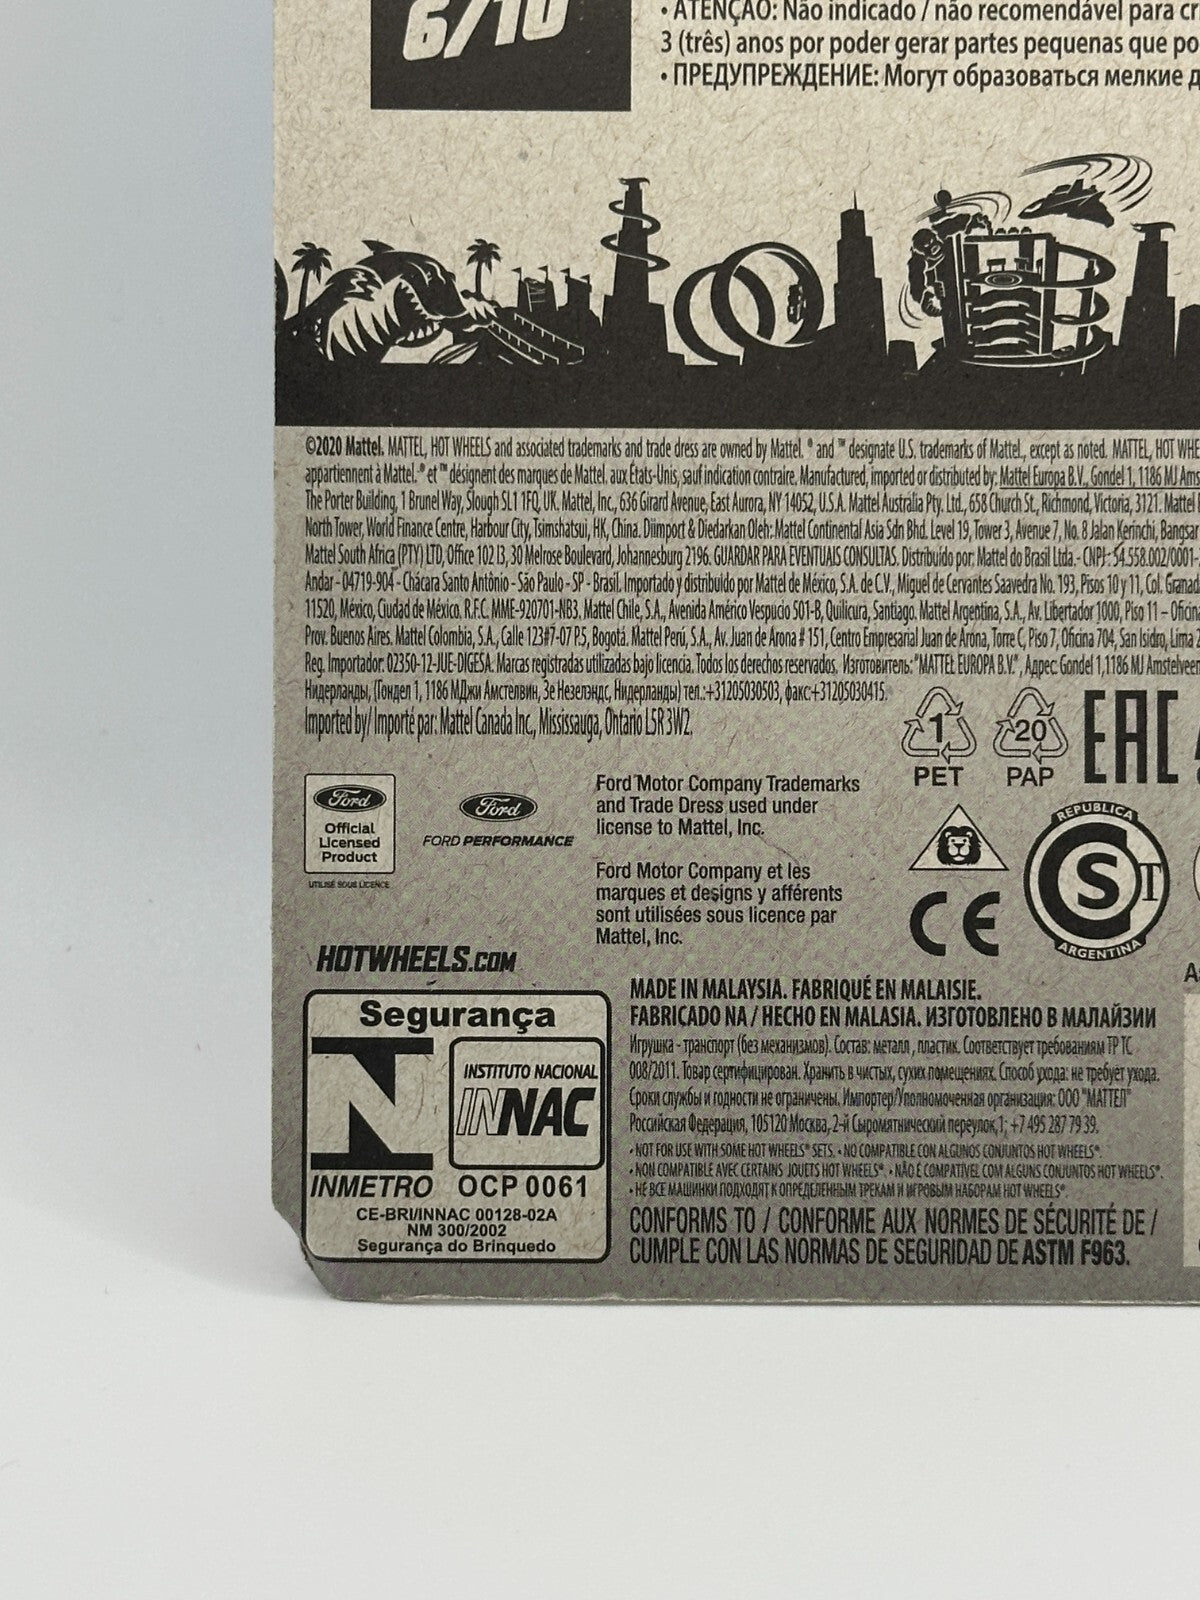 6/10
• ATENÇÃO: Não indicado / não recomendável para cr
3 (três) anos por poder gerar partes pequenas que po
• ПРЕДУПРЕЖДЕНИЕ: Могут образоваться мелкие д
©2020 Mattel. MATTEL, HOT WHEELS and associated trademarks and trade dress are owned by Mattel. ® and ™ designate U.S. trademarks of Mattel, except as noted. MATTEL, HOT WHE
appartiennent à Mattel. ® et ™ désignent des marques de Mattel. aux États-Unis, sauf indication contraire. Manufactured, imported or distributed by: Mattel Europa B.V., Gondel 1, 1186 MJ Ams
The Porter Building, 1 Brunel Way, Slough SL1 1FQ, UK. Mattel, Inc., 636 Girard Avenue, East Aurora, NY 14052, U.S.A. Mattel Australia Pty. Ltd., 658 Church St., Richmond, Victoria, 3121. Mattel
North Tower, World Finance Centre, Harbour City, Tsimshatsui, HK, China. Diimport & Diedarkan Oleh: Mattel Continental Asia Sdn Bhd. Level 19, Tower 3, Avenue 7, No. 8 Jalan Kerinchi, Bangsar
Mattel South Africa (PTY) LTD, Office 102 I3, 30 Melrose Boulevard, Johannesburg 2196. GUARDAR PARA EVENTUAIS CONSULTAS. Distribuido por: Mattel do Brasil Ltda.- CNPJ: 54.558.002/0001-
Andar - 04719-904 - Chácara Santo Antônio - São Paulo - SP - Brasil. Importado y distribuido por Mattel de México, S.A. de C.V., Miguel de Cervantes Saavedra No. 193, Pisos 10 y 11, Col. Granad
11520, México, Ciudad de México. R.F.C. MME-920701-NB3. Mattel Chile, S.A., Avenida Américo Vespucio 501-B, Quilicura, Santiago. Mattel Argentina, S.A., Av. Libertador 1000, Piso 11 – Oficina
Prov. Buenos Aires. Mattel Colombia, S.A., Calle 123#7-07 P.5, Bogotá. Mattel Perú, S.A., Av. Juan de Arona # 151, Centro Empresarial Juan de Arona, Torre C, Piso 7, Oficina 704, San Isidro, Lima
Reg. Importador: 02350-12-JUE-DIGESA. Marcas registradas utilizadas bajo licencia. Todos los derechos reservados. Изготовитель: "MATTEL EUROPA B.V.", Адрес: Gondel 1,1186 MJ Amstelveen
Нидерланды, (Гондел 1, 1186 МДжи Амстелвин, Зе Незелэндс, Нидерланды) тел.:+31205030503, факс:+31205030415.
Imported by/ Importé par: Mattel Canada Inc., Mississauga, Ontario L5R 3W2.
1
PET
20
PAP
EAC
Ford
Official
Licensed
Product
UTILISÉ SOUS LICENCE
Ford
FORD PERFORMANCE
Ford Motor Company Trademarks
and Trade Dress used under
license to Mattel, Inc.
Ford Motor Company et les
marques et designs y afférents
sont utilisées sous licence par
Mattel, Inc.
CE
REPUBLICA
S T
ARGENTINA
HOTWHEELS.COM
Segurança
INSTITUTO NACIONAL
INNAC
INMETRO OCP 0061
CE-BRI/INNAC 00128-02A
NM 300/2002
Segurança do Brinquedo
MADE IN MALAYSIA. FABRIQUÉ EN MALAISIE.
FABRICADO NA / HECHO EN MALASIA. ИЗГОТОВЛЕНО В МАЛАЙЗИИ
Игрушка - транспорт (без механизмов). Состав: металл, пластик. Соответствует требованиям ТР ТС
008/2011. Товар сертифицирован. Хранить в чистых, сухих помещениях. Способ ухода: не требует ухода.
Сроки службы и годности не ограничены. Импортер/Уполномоченная организация: ООО "МАТТЕЛ"
Российская Федерация, 105120 Москва, 2-й Сыромятнический переулок,1; +7 495 287 79 39.
• NOT FOR USE WITH SOME HOT WHEELS® SETS. • NO COMPATIBLE CON ALGUNOS CONJUNTOS HOT WHEELS®.
• NON COMPATIBLE AVEC CERTAINS JOUETS HOT WHEELS®. • NÃO É COMPATÍVEL COM ALGUNS CONJUNTOS HOT WHEELS®.
• НЕ ВСЕ МАШИНКИ ПОДХОДЯТ К ОПРЕДЕЛЕННЫМ ТРЕКАМ И ИГРОВЫМ НАБОРАМ HOT WHEELS®.
CONFORMS TO / CONFORME AUX NORMES DE SÉCURITÉ DE /
CUMPLE CON LAS NORMAS DE SEGURIDAD DE ASTM F963.